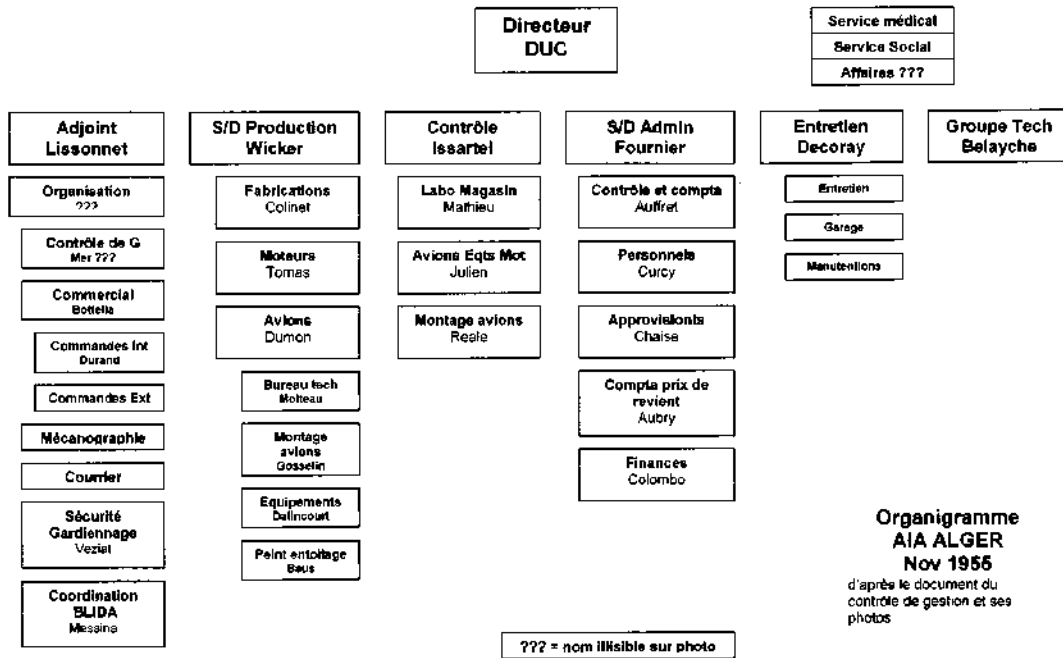 Directeur
DUC
Service médical
Service Social
Affaires ???
Adjoint
Lissonnet
Organisation
???
Contrôle de G
Mer ???
Commercial
Bottella
Commandes Int
Durand
Commandes Ext
Mécanographie
Courrier
Sécurité
Gardiennage
Veziat
Coordination
BLIDA
Messina
S/D Production
Wicker
Fabrications
Colinet
Moteurs
Tomas
Avions
Dumon
Bureau tech
Molteau
Montage
avions
Gosselin
Equipements
Dalincourt
Peint entoilage
Baus
Contrôle
Issartel
Labo Magasin
Mathieu
Avions Eqts Mot
Julien
Montage avions
Reale
S/D Admin
Fournier
Contrôle et compta
Auffret
Personnels
Curcy
Approvisionts
Chaise
Compta prix de
revient
Aubry
Finances
Colombo
Entretien
Decoray
Entretien
Garage
Manutentions
Groupe Tech
Belayche
Organigramme
AIA ALGER
Nov 1955
d'après le document du
contrôle de gestion et ses
photos
??? = nom illisible sur photo